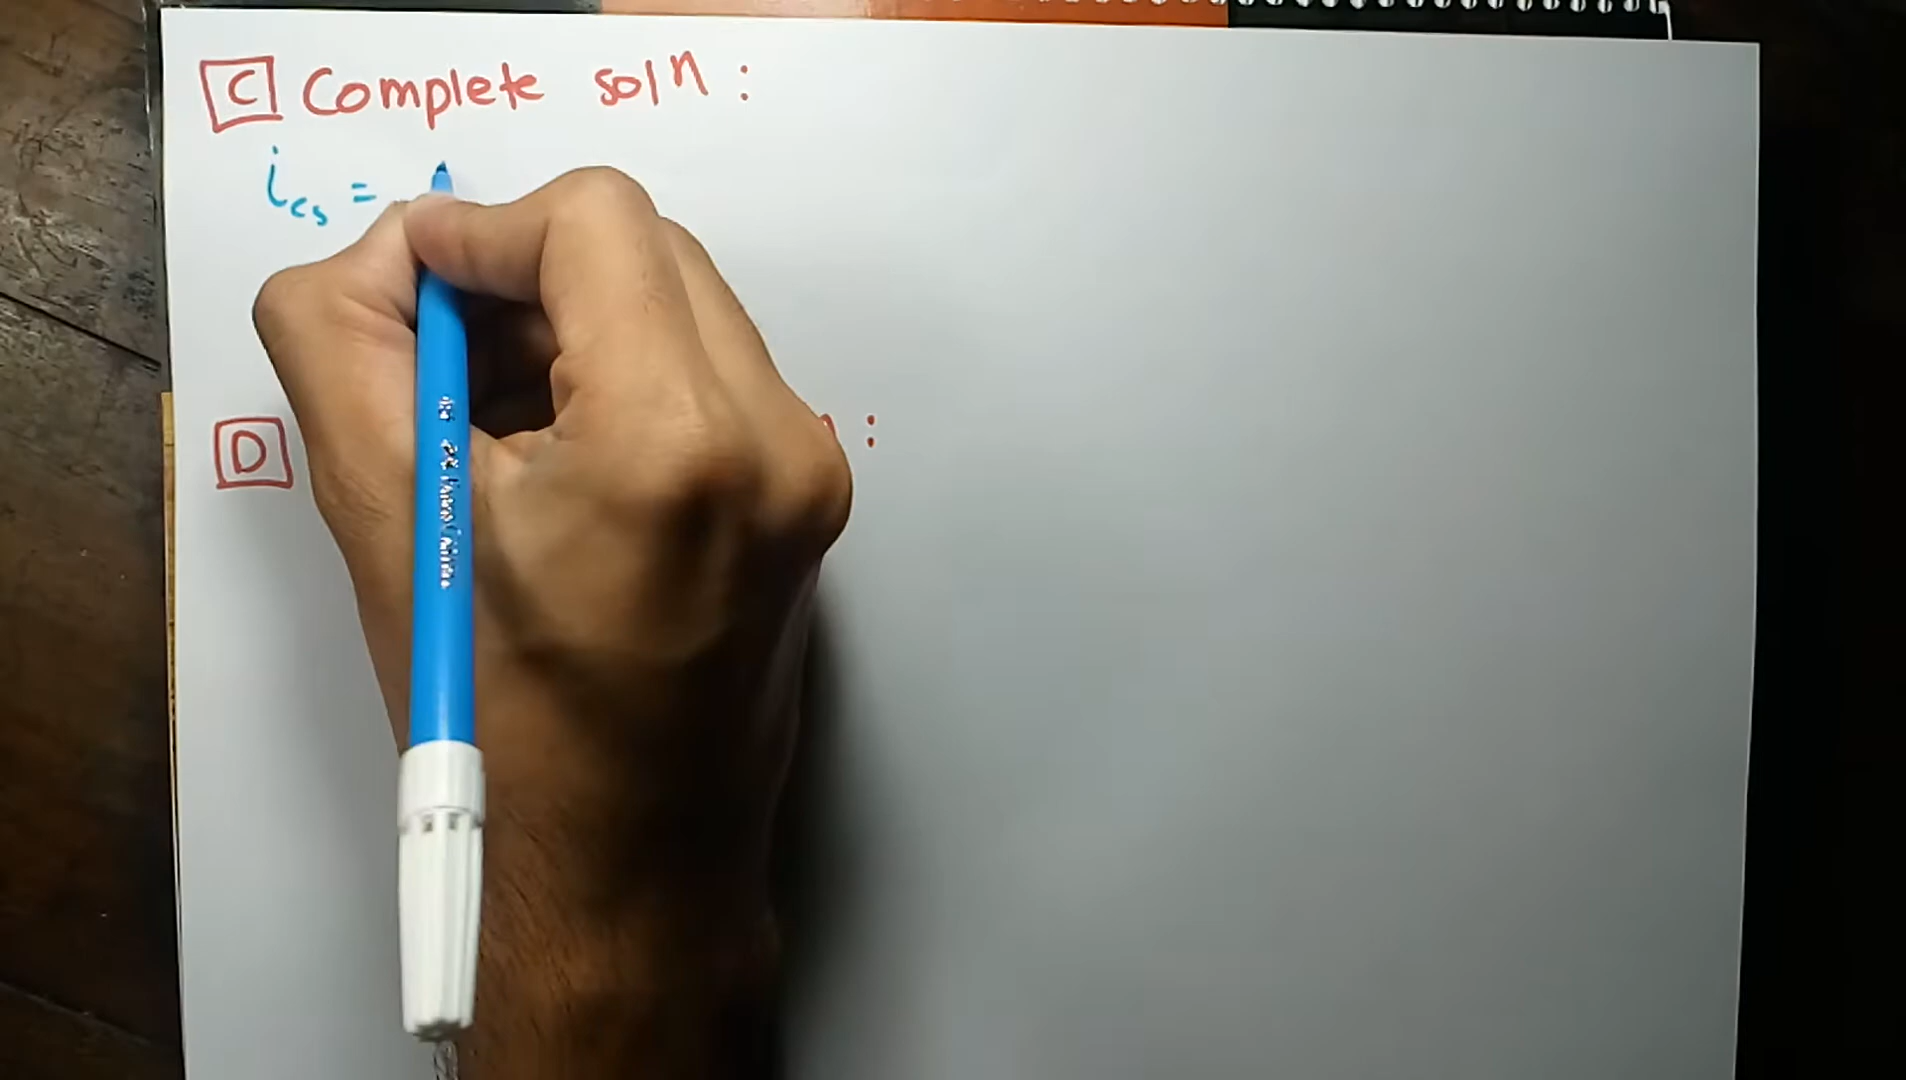 C Complete soln :
i_cs =
D :